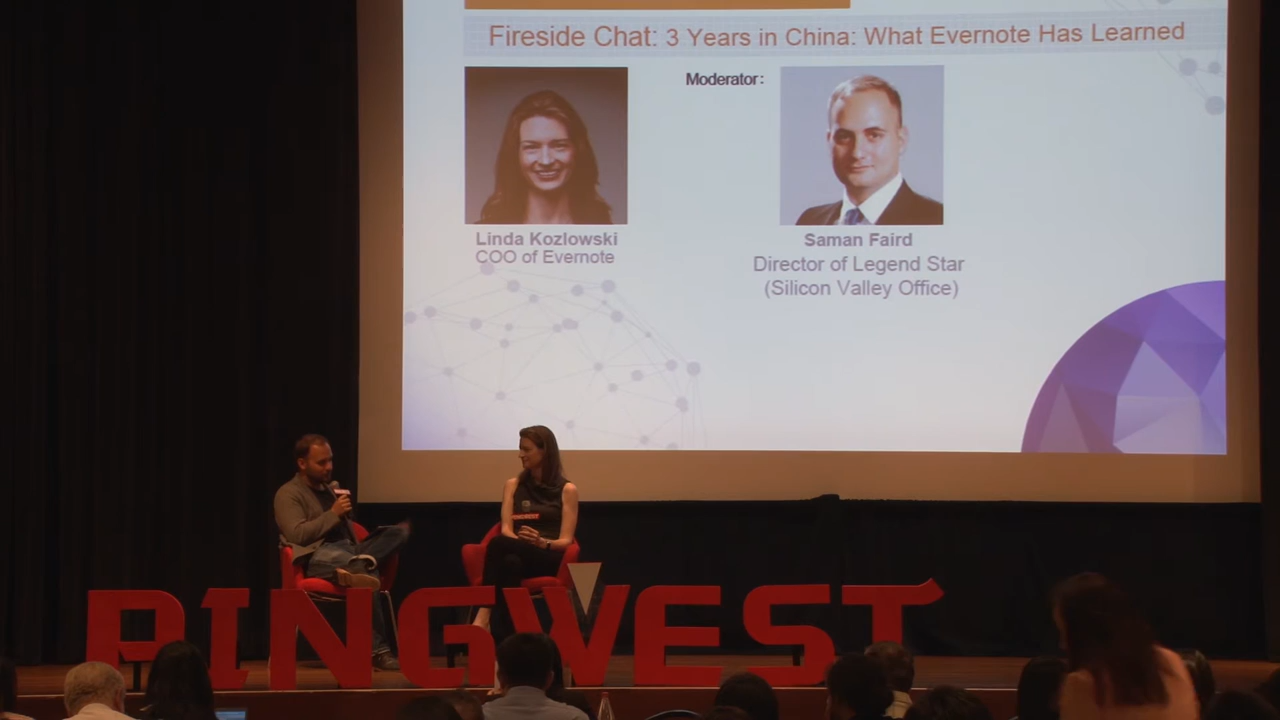 Fireside Chat: 3 Years in China: What Evernote Has Learned
Moderator:
Linda Kozlowski
COO of Evernote
Saman Faird
Director of Legend Star
(Silicon Valley Office)
PINGWEST